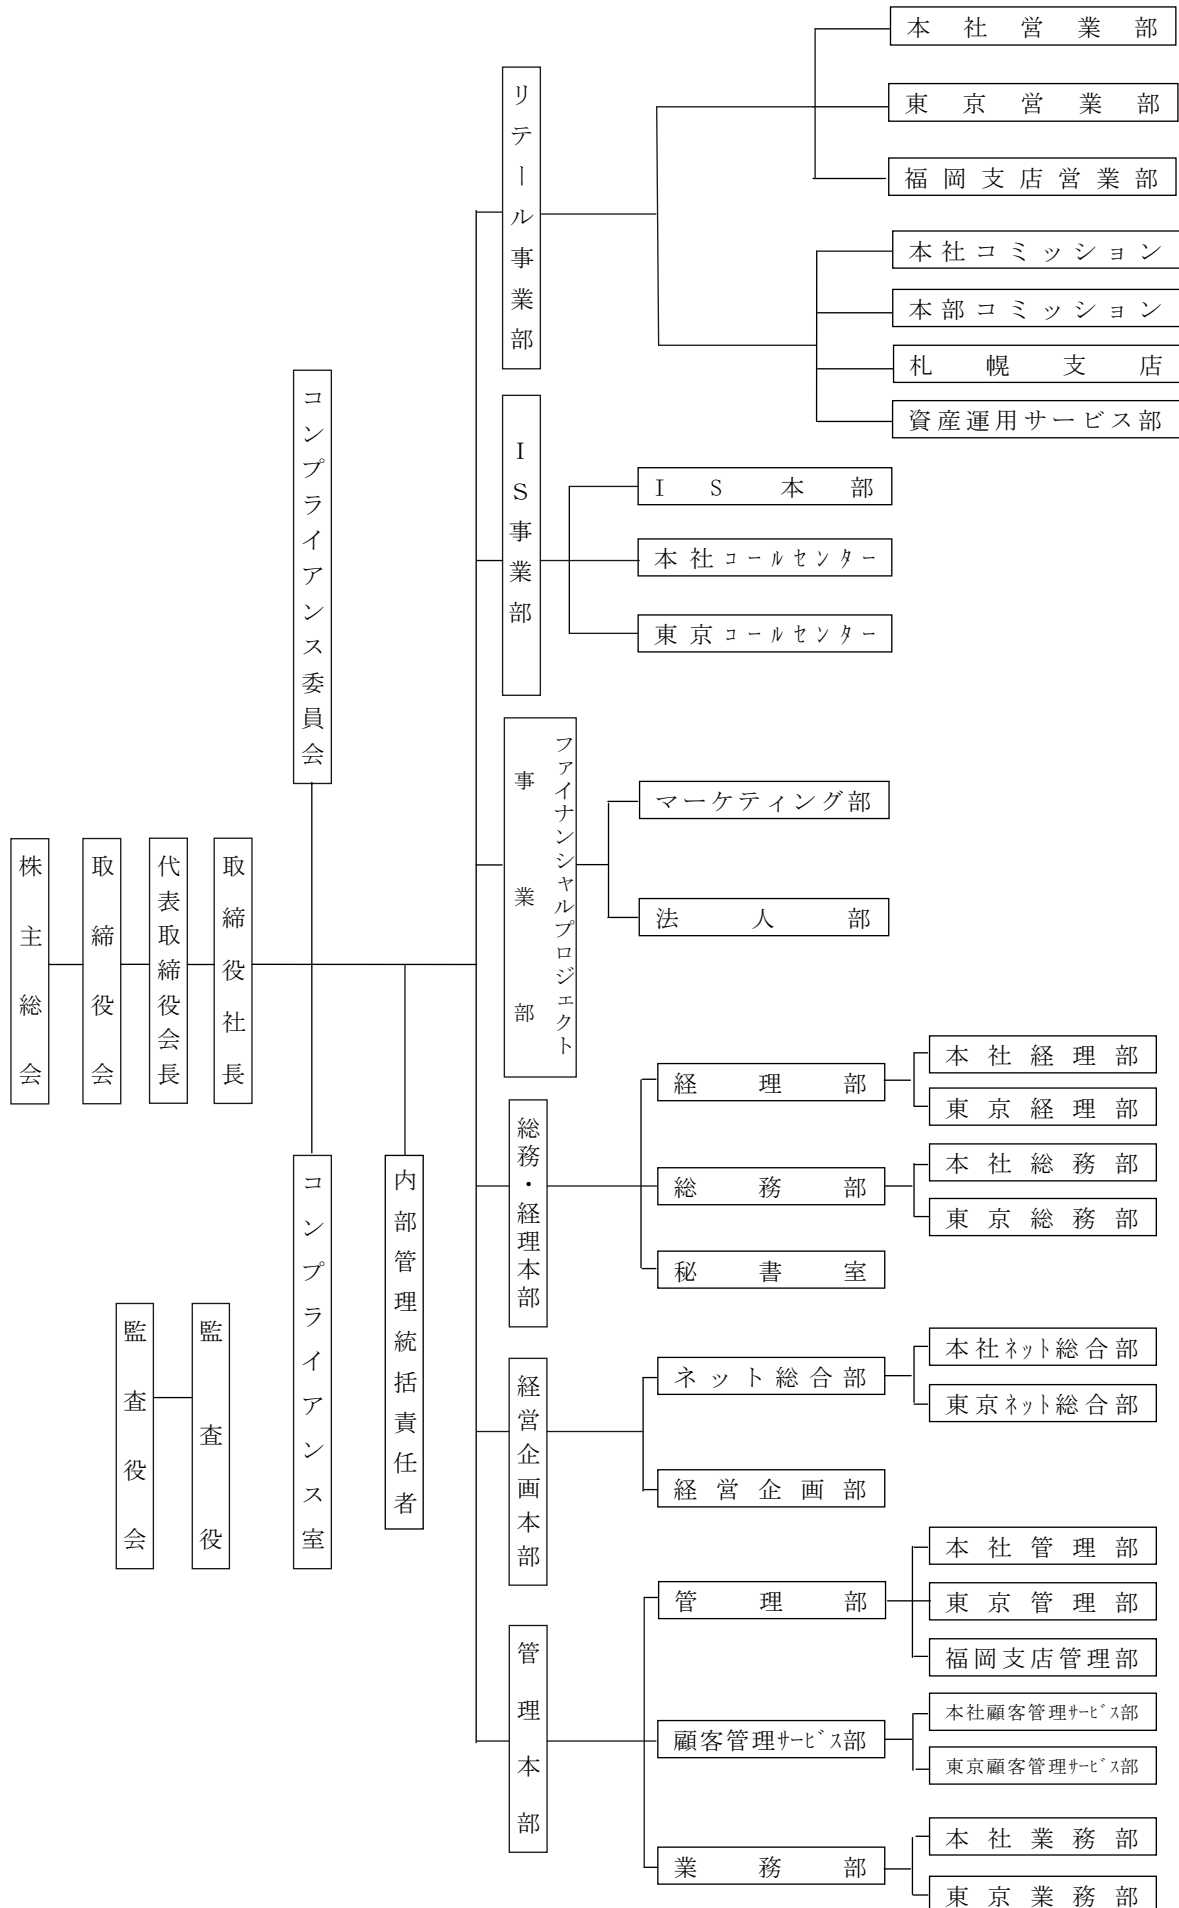 株主総会
取締役会
代表取締役会長
取締役社長
監査役会
監査役
コンプライアンス委員会
コンプライアンス室
内部管理統括責任者
リテール事業部
本社営業部
東京営業部
福岡支店営業部
本社コミッション
本部コミッション
札幌支店
資産運用サービス部
IS事業部
IS本部
本社コールセンター
東京コールセンター
ファイナンシャルプロジェクト
事業部
マーケティング部
法人部
総務・経理本部
経理部
本社経理部
東京経理部
総務部
本社総務部
東京総務部
秘書室
経営企画本部
ネット総合部
本社ネット総合部
東京ネット総合部
経営企画部
管理本部
管理部
本社管理部
東京管理部
福岡支店管理部
顧客管理サービス部
本社顧客管理サービス部
東京顧客管理サービス部
業務部
本社業務部
東京業務部